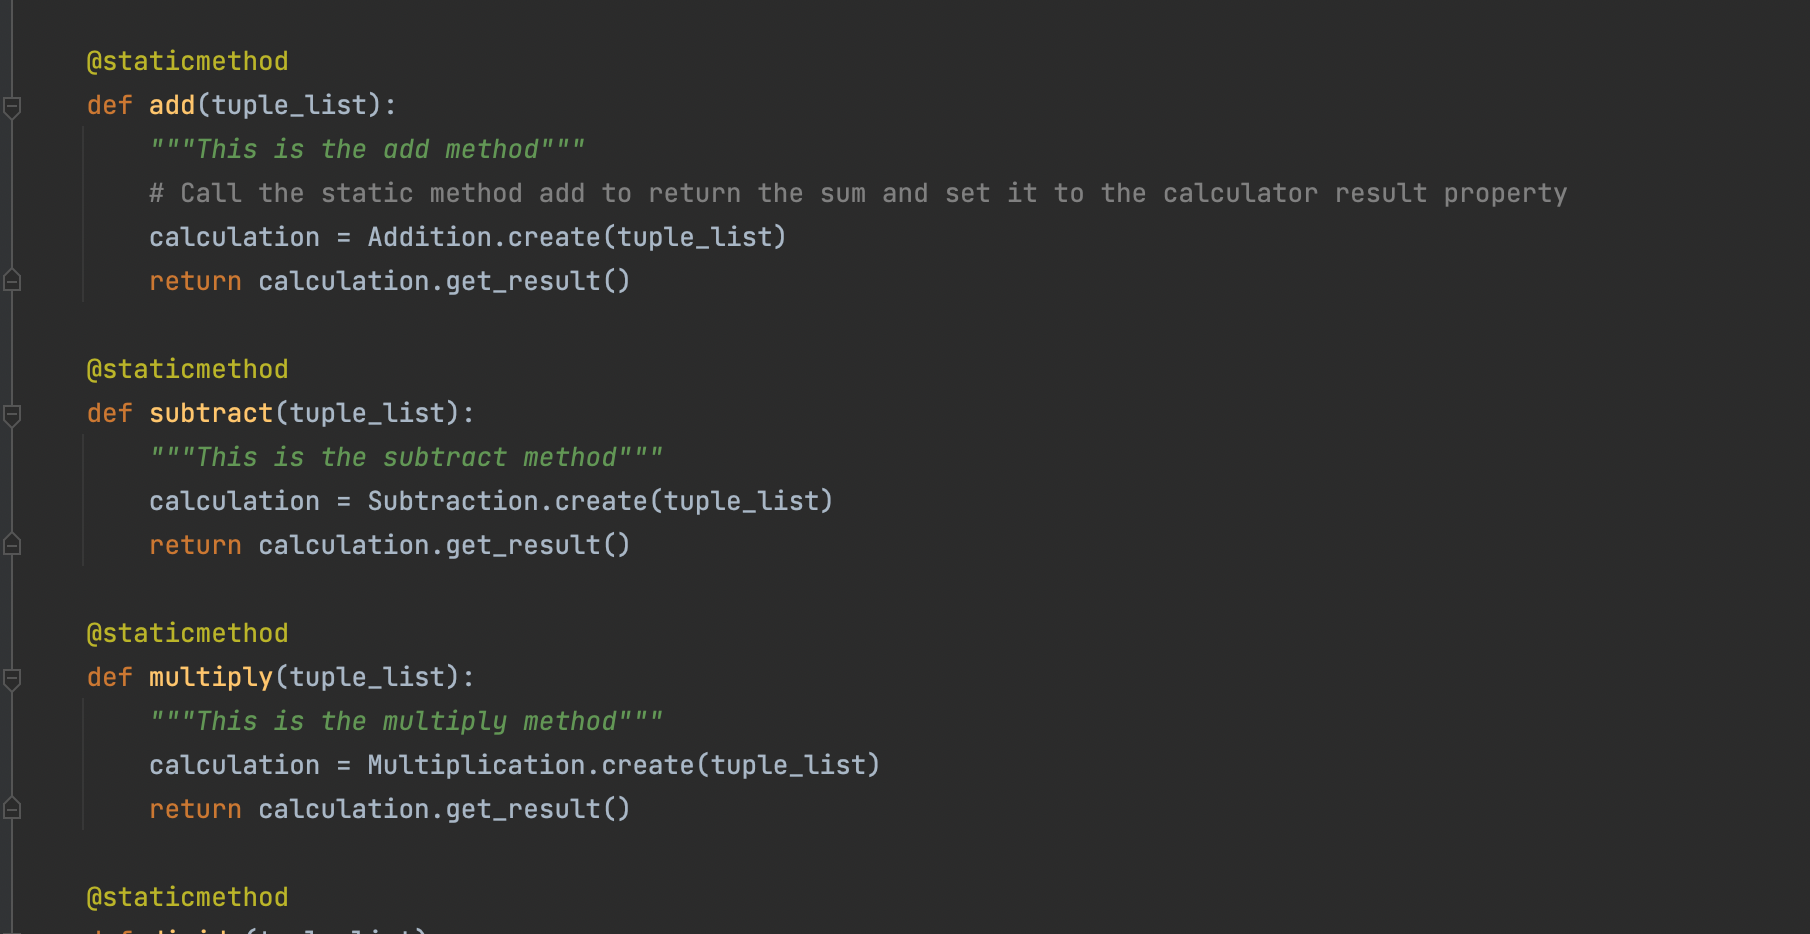 @staticmethod
def add(tuple_list):
"""This is the add method"""
# Call the static method add to return the sum and set it to the calculator result property
calculation = Addition.create(tuple_list)
return calculation.get_result()
@staticmethod
def subtract(tuple_list):
"""This is the subtract method"""
calculation = Subtraction.create(tuple_list)
return calculation.get_result()
@staticmethod
def multiply(tuple_list):
"""This is the multiply method"""
calculation = Multiplication.create(tuple_list)
return calculation.get_result()
@staticmethod